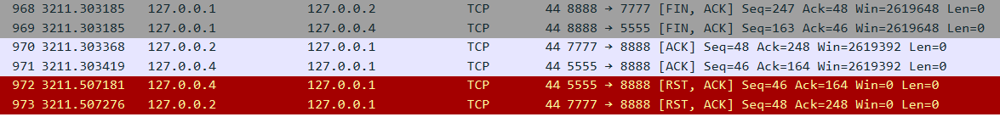 968 3211.303185 127.0.0.1 127.0.0.2 TCP 44 8888 → 7777 [FIN, ACK] Seq=247 Ack=48 Win=2619648 Len=0
969 3211.303185 127.0.0.1 127.0.0.4 TCP 44 8888 → 5555 [FIN, ACK] Seq=163 Ack=46 Win=2619648 Len=0
970 3211.303368 127.0.0.2 127.0.0.1 TCP 44 7777 → 8888 [ACK] Seq=48 Ack=248 Win=2619392 Len=0
971 3211.303419 127.0.0.4 127.0.0.1 TCP 44 5555 → 8888 [ACK] Seq=46 Ack=164 Win=2619392 Len=0
972 3211.507181 127.0.0.4 127.0.0.1 TCP 44 5555 → 8888 [RST, ACK] Seq=46 Ack=164 Win=0 Len=0
973 3211.507276 127.0.0.2 127.0.0.1 TCP 44 7777 → 8888 [RST, ACK] Seq=48 Ack=248 Win=0 Len=0